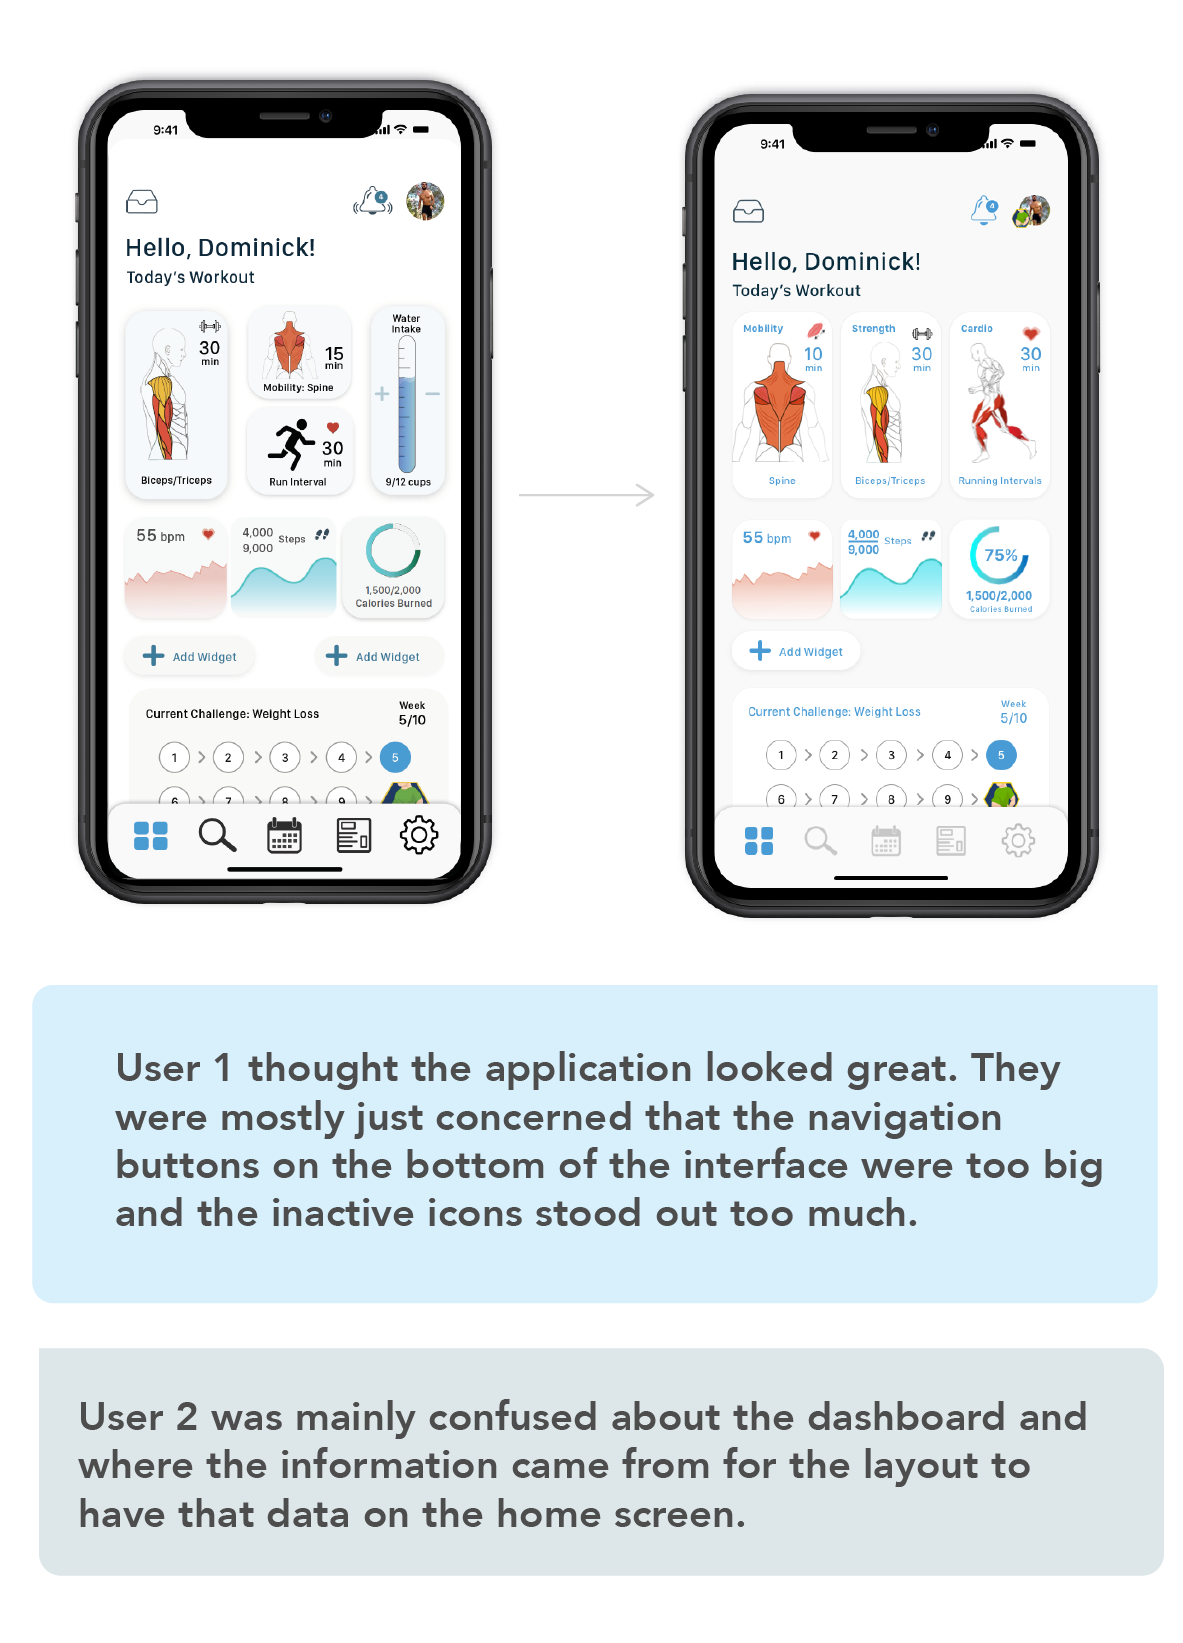 9:41
4
Hello, Dominick!
Today's Workout
30
min
Biceps/Triceps
15
min
Mobility: Spine
30
min
Run Interval
Water
Intake
+ −
9/12 cups
55 bpm
4,000
9,000
Steps
1,500/2,000
Calories Burned
+ Add Widget
+ Add Widget
Current Challenge: Weight Loss
Week
5/10
1 > 2 > 3 > 4 > 5
6 > 7 > 8 > 9 >
9:41
4
Hello, Dominick!
Today's Workout
Mobility
10
min
Spine
Strength
30
min
Biceps/Triceps
Cardio
30
min
Running Intervals
55 bpm
4,000
9,000
Steps
75%
1,500/2,000
Calories Burned
+ Add Widget
Current Challenge: Weight Loss
Week
5/10
1 > 2 > 3 > 4 > 5
6 > 7 > 8 > 9 >
User 1 thought the application looked great. They
were mostly just concerned that the navigation
buttons on the bottom of the interface were too big
and the inactive icons stood out too much.
User 2 was mainly confused about the dashboard and
where the information came from for the layout to
have that data on the home screen.